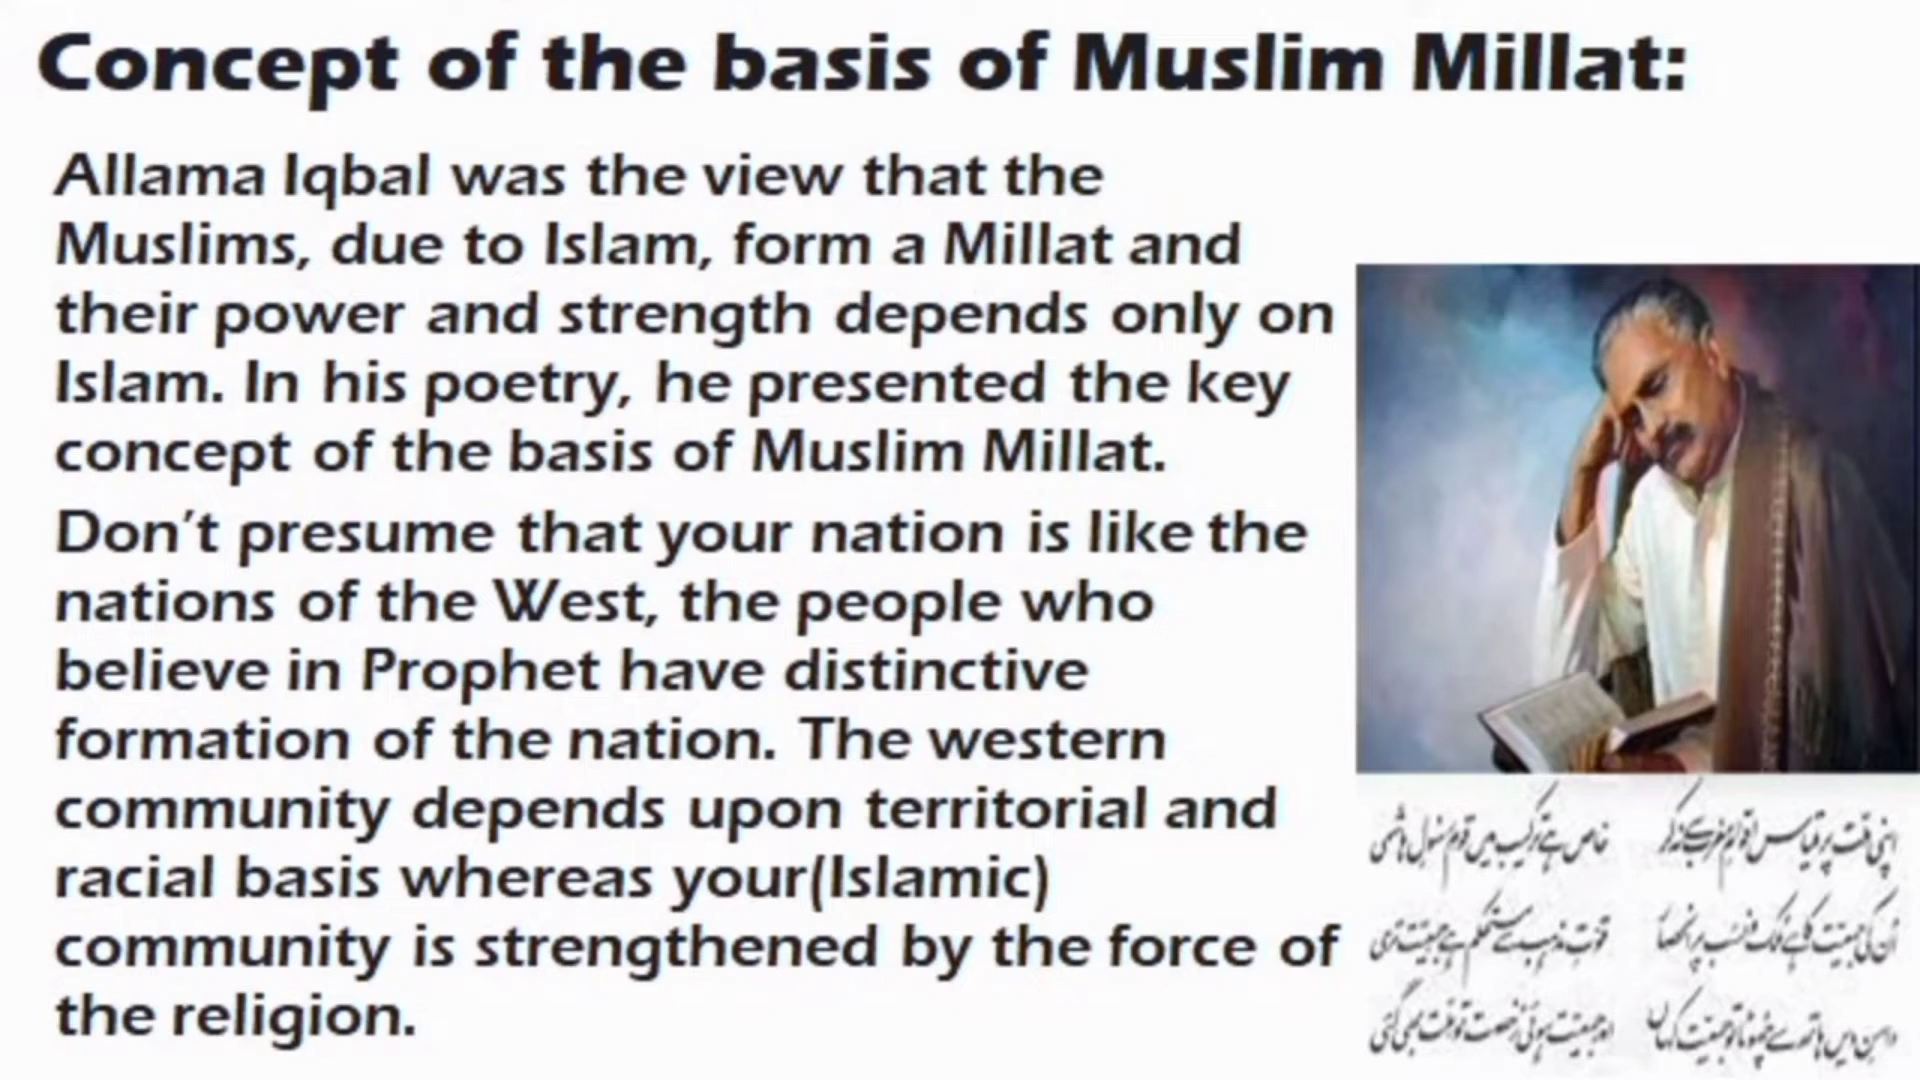 Concept of the basis of Muslim Millat:
Allama Iqbal was the view that the
Muslims, due to Islam, form a Millat and
their power and strength depends only on
Islam. In his poetry, he presented the key
concept of the basis of Muslim Millat.
Don't presume that your nation is like the
nations of the West, the people who
believe in Prophet have distinctive
formation of the nation. The western
community depends upon territorial and
racial basis whereas your(Islamic)
community is strengthened by the force of
the religion.
اپنی ملت پر قیاس اقوام مغرب سے نہ کر خاص ہے ترکیب میں قوم رسول ہاشمی
اُن کی جمعیت کا ہے ملک و نسب پر انحصار قوت مذہب سے مستحکم ہے جمعیت تری
دامن دیں ہاتھ سے چھوٹا تو جمعیت کہاں اور جمعیت ہوئی رخصت تو ملت بھی گئی